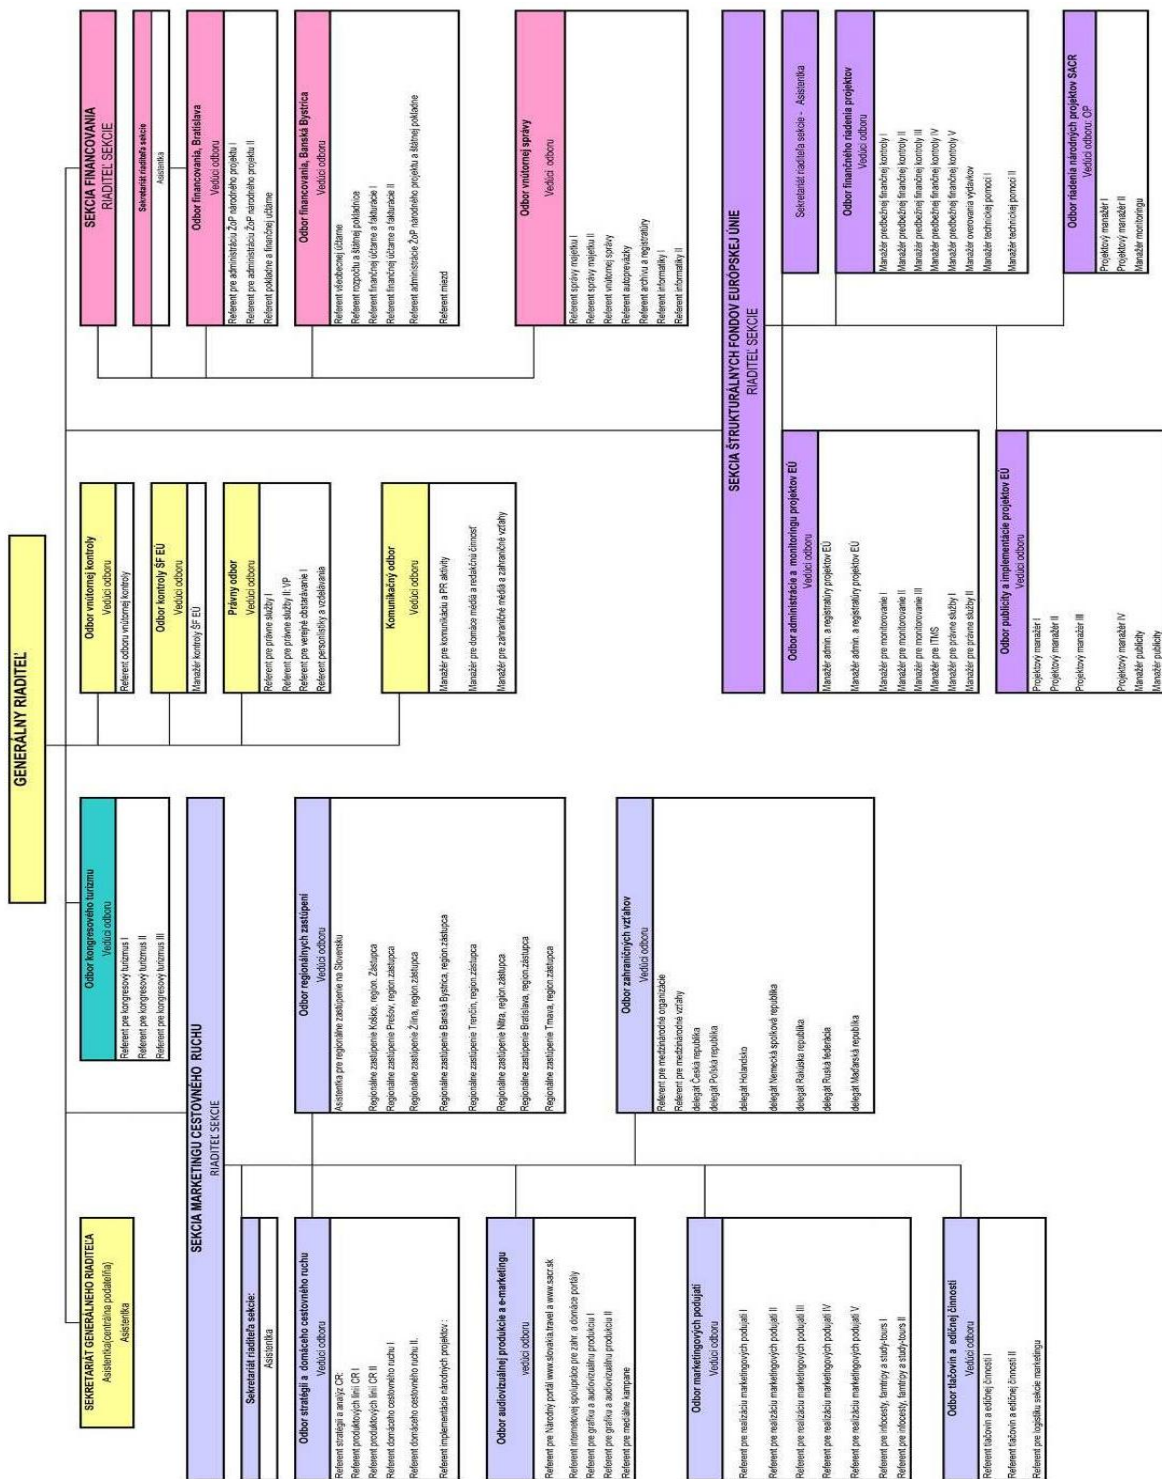 GENERÁLNY RIADITEĽ
SEKRETARIÁT GENERÁLNEHO RIADITEĽA
Asistentka(centrálna podateľňa)
Asistentka
Odbor kongresového turizmu
Vedúci odboru
Referent pre kongresový turizmus I
Referent pre kongresový turizmus II
Referent pre kongresový turizmus III
Odbor vnútornej kontroly
Vedúci odboru
Referent odboru vnútornej kontroly
Odbor kontroly ŠF EÚ
Vedúci odboru
Manažér kontroly ŠF EÚ
Právny odbor
Vedúci odboru
Referent pre právne služby I
Referent pre právne služby II: VP
Referent pre verejné obstarávanie I
Referent personlistiky a vzdelávania
Komunikačný odbor
Vedúci odboru
Manažér pre komunikáciu a PR aktivity
Manažér pre domáce média a redakčnú činnosť
Manažér pre zahraničné média a zahraničné vzťahy
SEKCIA FINANCOVANIA
RIADITEĽ SEKCIE
Sekretariát riaditeľa sekcie
Asistentka
Odbor financovania, Bratislava
Vedúci odboru
Referent pre administráciu ŽoP národného projektu I
Referent pre administráciu ŽoP národného projektu II
Referent pokladne a finančnej učtárne
Odbor financovania, Banská Bystrica
Vedúci odboru
Referent všeobecnej účtarne
Referent rozpočtu a štátnej pokladnice
Referent finančnej účtarne a fakturácie I
Referent finančnej účtarne a fakturácie II
Referent administrácie ŽoP národného projektu a štátnej pokladne
Referent miezd
Odbor vnútornej správy
Vedúci odboru
Referent správy majetku I
Referent správy majetku II
Referent vnútornej správy
Referent autoprevázky
Referent archívu a registratúry
Referent informatiky I
Referent informatiky II
SEKCIA MARKETINGU CESTOVNÉHO RUCHU
RIADITEĽ SEKCIE
Sekretariát riaditeľa sekcie:
Asistentka
Odbor stratégií a domáceho cestovného ruchu
Vedúci odboru
Referent stratégií a analýz CR:
Referent produktových línií CR I
Referent produktových línií CR II
Referent domáceho cestovného ruchu I
Referent domáceho cestovného ruchu II.
Referent implementácie národných projektov :
Odbor audiovizuálnej produkcie a e-marketingu
vedúci odboru
Referent pre Národný portál www.slovakia.travel a www.sacr.sk
Referent internetovej spolupráce pre zahr. a domáce portály
Referent pre grafiku a audiovizuálnu produkciu I
Referent pre grafiku a audiovizuálnu produkciu II
Referent pre mediálne kampane
Odbor marketingových podujatí
Vedúci odboru
Referent pre realizáciu marketingových podujatí I
Referent pre realizáciu marketingových podujatí II
Referent pre realizáciu marketingových podujatí III
Referent pre realizáciu marketingových podujatí IV
Referent pre realizáciu marketingových podujatí V
Referent pre infocesty, famtripy a study-tours I
Referent pre infocesty, famtripy a study-tours II
Odbor tlačovín a edičnej činnosti
Vedúci odboru
Referent tlačovín a edičnej činnosti I
Referent tlačovín a edičnej činnosti II
Referent pre logistiku sekcie marketingu
Odbor regionálnych zastúpení
Vedúci odboru
Asistentka pre regionálne zastúpenie na Slovensku
Regionálne zastúpenie Košice, region. Zástupca
Regionálne zastúpenie Prešov, region.zástupca
Regionálne zastúpenie Žilina, region.zástupca
Regionálne zastúpenie Banská Bystrica, region.zástupca
Regionálne zastúpenie Trenčín, region.zástupca
Regionálne zastúpenie Nitra, region.zástupca
Regionálne zastúpenie Bratislava, region.zástupca
Regionálne zastúpenie Trnava, region.zástupca
Odbor zahraničných vzťahov
Vedúci odboru
Referent pre medzinárodné organizácie
Referent pre medzinárodné vzťahy
delegát Česká republika
delegát Poľská republika
delegát Holandsko
delegát Nemecká spolková republika
delegát Rakúska republika
delegát Ruská federácia
delegát Maďarská republika
SEKCIA ŠTRUKTURÁLNYCH FONDOV EURÓPSKEJ ÚNIE
RIADITEĽ SEKCIE
Sekretariát riaditeľa sekcie - Asistentka
Odbor administrácie a monitoringu projektov EÚ
Vedúci odboru
Manažér admin. a registratúry projektov EÚ
Manažér admin. a registratúry projektov EÚ
Manažér pre monitorovanie I
Manažér pre monitorovanie II
Manažér pre monitorovanie III
Manažér pre ITMS
Manažér pre právne služby I
Manažér pre právne služby II
Odbor publicity a implementácie projektov EÚ
Vedúci odboru
Projektový manažér I
Projektový manažér II
Projektový manažér III
Projektový manažér IV
Manažér publicity
Manažér publicity
Odbor finančného riadenia projektov
Vedúci odboru
Manažér predbežnej finančnej kontroly I
Manažér predbežnej finančnej kontroly II
Manažér predbežnej finančnej kontroly III
Manažér predbežnej finančnej kontroly IV
Manažér predbežnej finančnej kontroly V
Manažér overovania výdavkov
Manažér technickej pomoci I
Manažér technickej pomoci II
Odbor riadenia národných projektov SACR
Vedúci odboru: OP
Projektový manažér I
Projektový manažér II
Manažér monitoringu